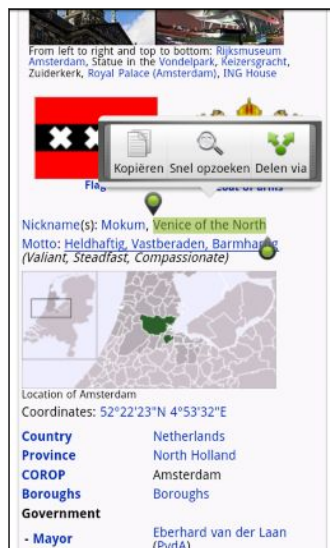 From left to right and top to bottom: Rijksmuseum
Amsterdam, Statue in the Vondelpark, Keizersgracht,
Zuiderkerk, Royal Palace (Amsterdam), ING House
Kopiëren Snel opzoeken Delen via
Flag
Nickname(s): Mokum, Venice of the North
Motto: Heldhaftig, Vastberaden,
(Valiant, Steadfast, Compassionate)
Location of Amsterdam
Coordinates: 52°22′23″N 4°53′32″E
Country Netherlands
Province North Holland
COROP Amsterdam
Boroughs Boroughs
Government
- Mayor Eberhard van der Laan
(PvdA)